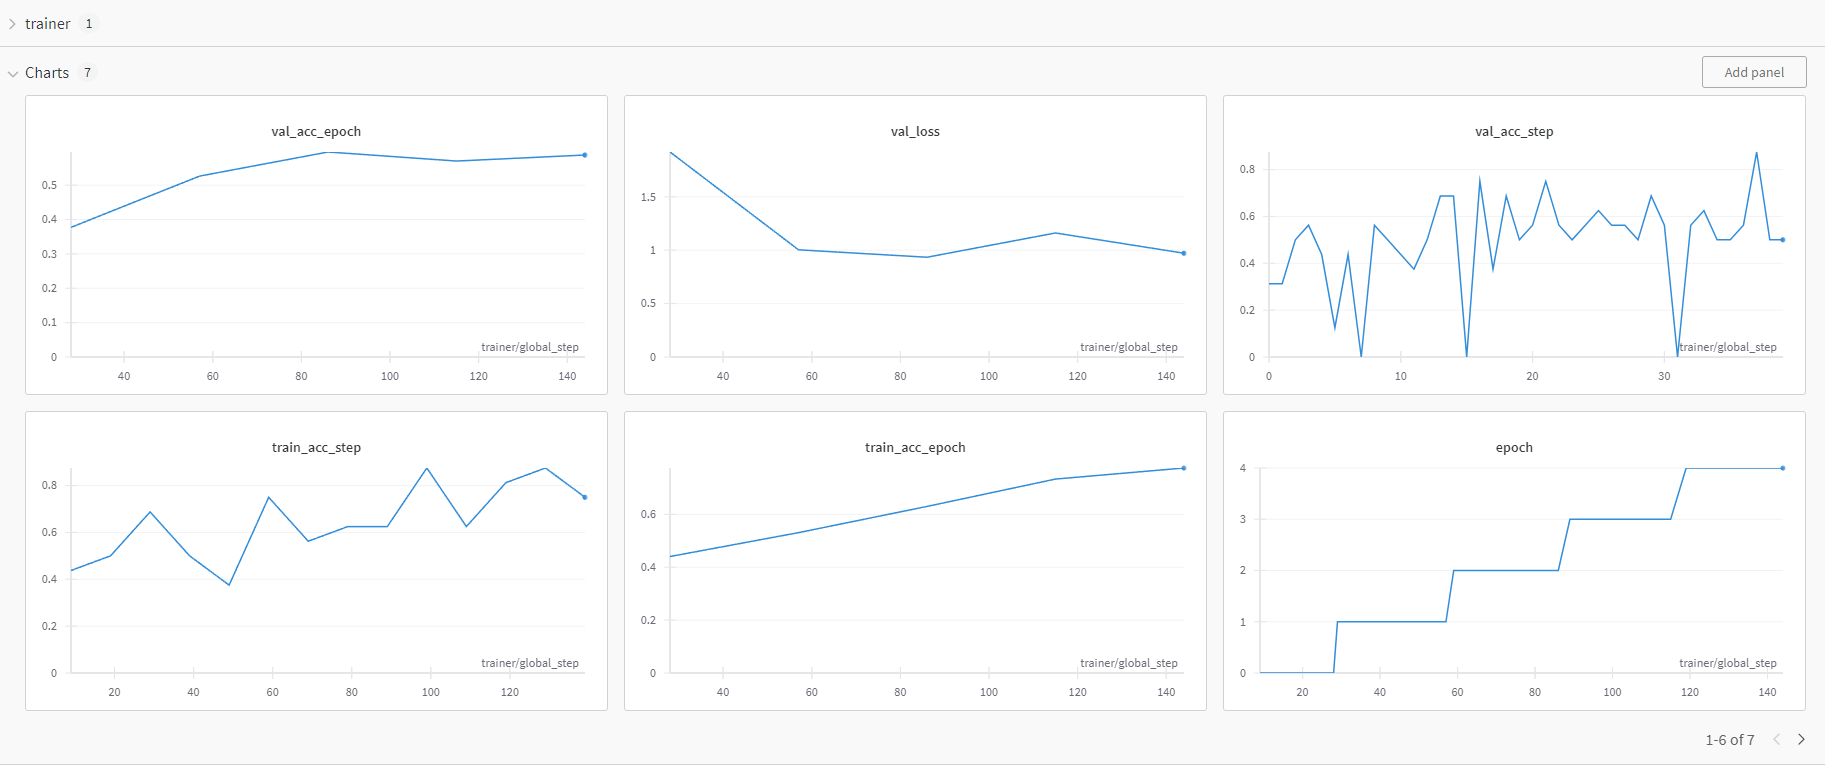 trainer 1
Charts 7
Add panel
val_acc_epoch
0.5
0.4
0.3
0.2
0.1
0
trainer/global_step
40 60 80 100 120 140
val_loss
1.5
1
0.5
0
trainer/global_step
40 60 80 100 120 140
val_acc_step
0.8
0.6
0.4
0.2
0
trainer/global_step
0 10 20 30
train_acc_step
0.8
0.6
0.4
0.2
0
trainer/global_step
20 40 60 80 100 120
train_acc_epoch
0.6
0.4
0.2
0
trainer/global_step
40 60 80 100 120 140
epoch
4
3
2
1
0
trainer/global_step
20 40 60 80 100 120 140
1-6 of 7